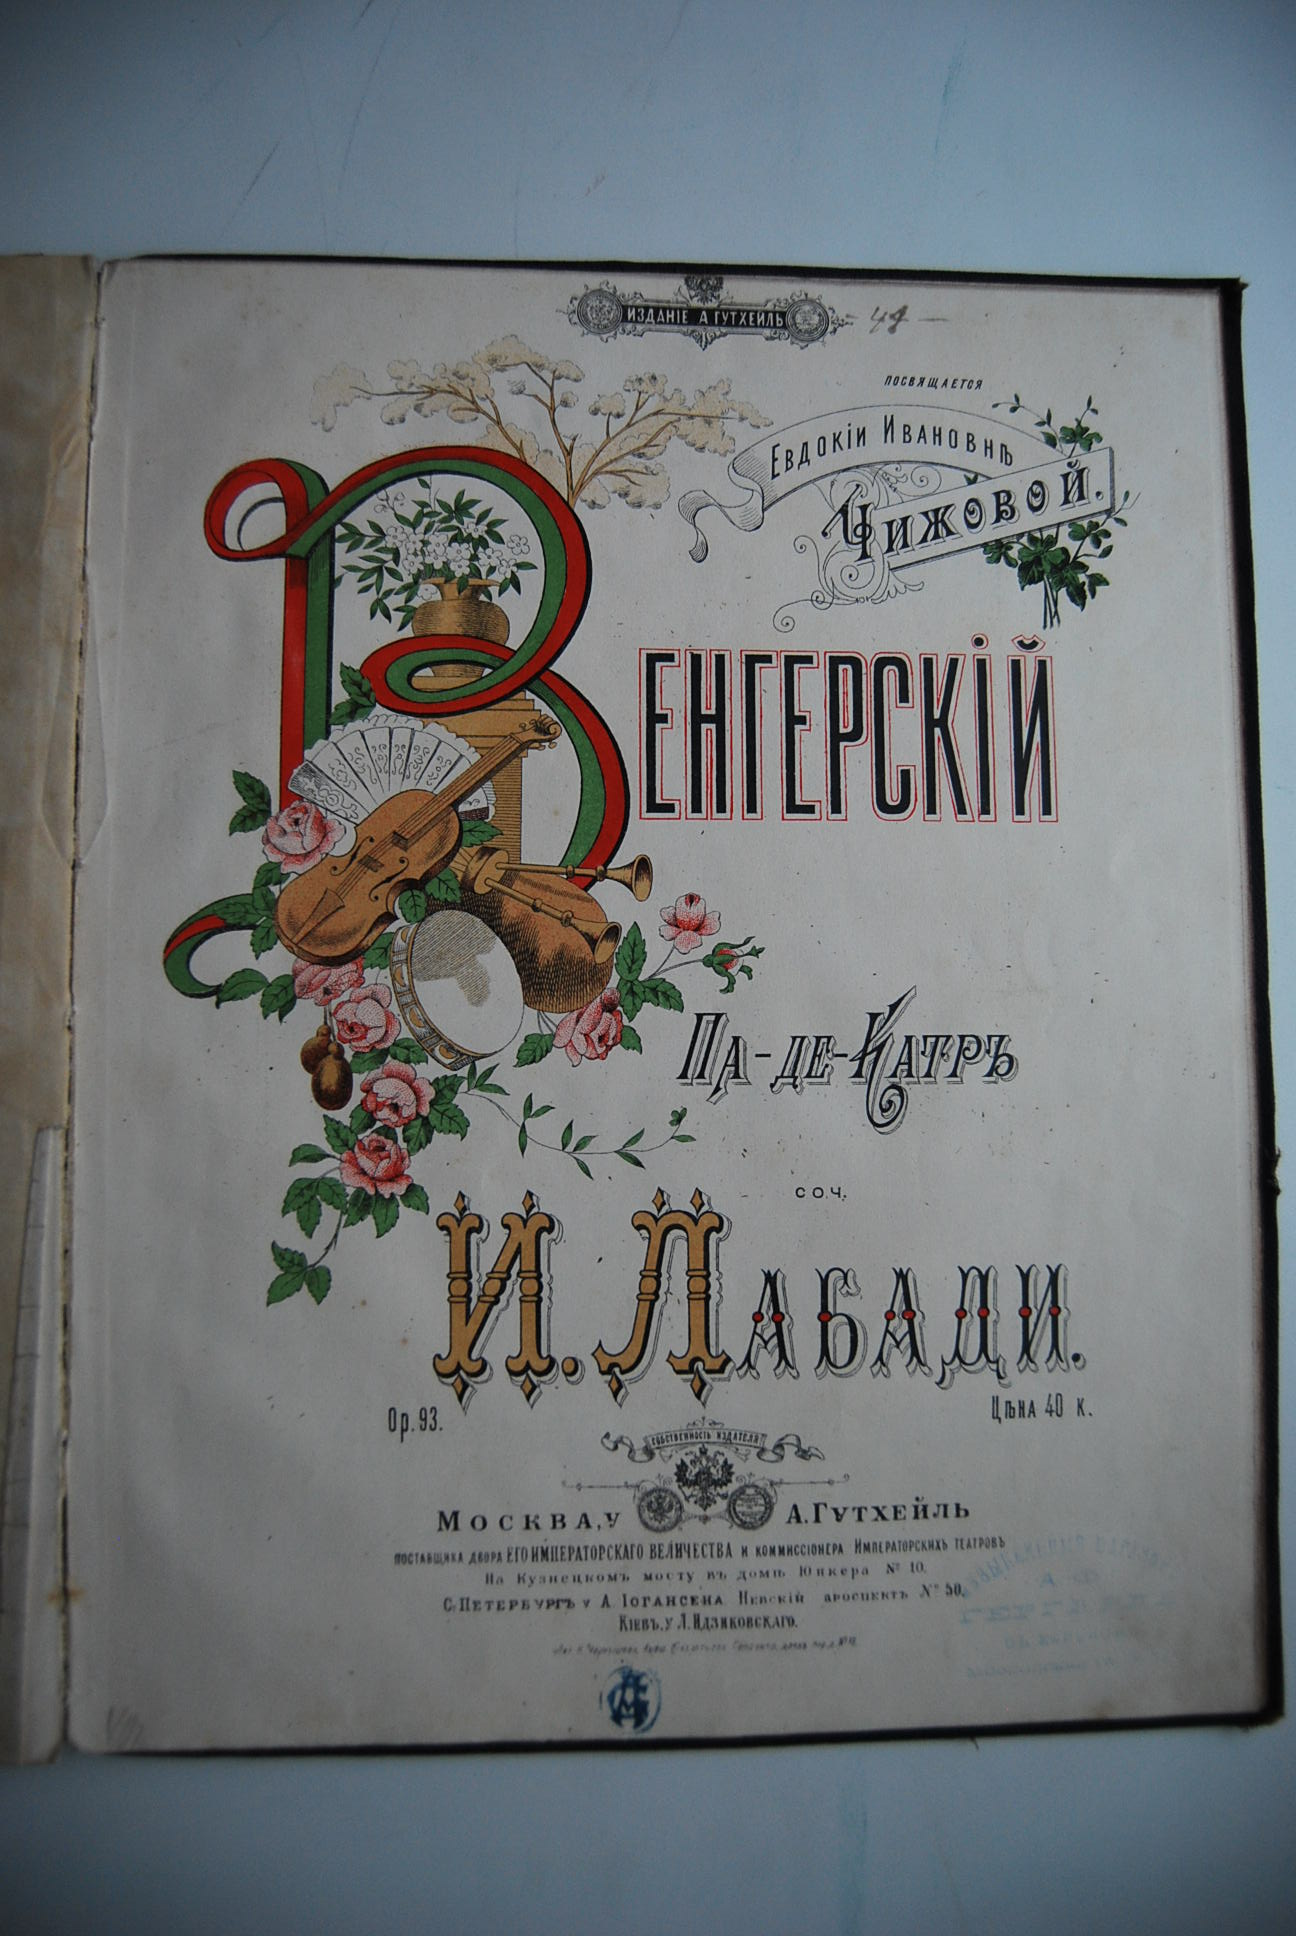 ИЗДАНІЕ А ГУТХЕЙЛЬ
ПОСВЯЩАЕТСЯ
ЕВДОКІИ ИВАНОВНѢ
ЧИЖОВОЙ.
ВЕНГЕРСКІЙ
ПА-ДЕ-КАТРЪ
СОЧ.
И. ЛАБАДИ.
Op. 93.
ЦѢНА 40 К.
СОБСТВЕННОСТЬ ИЗДАТЕЛЯ
МОСКВА, У А. ГУТХЕЙЛЬ
ПОСТАВЩИКА ДВОРА ЕГО ИМПЕРАТОРСКАГО ВЕЛИЧЕСТВА И КОММИССІОНЕРА ИМПЕРАТОРСКИХЪ ТЕАТРОВЪ
На Кузнецкомъ мосту въ домѣ Юнкера № 10.
С. ПЕТЕРБУРГЪ У А. ІОГАНСЕНА НЕВСКІЙ ПРОСПЕКТЪ № 50.
КІЕВЪ, У Л. ИДЗИКОВСКАГО.